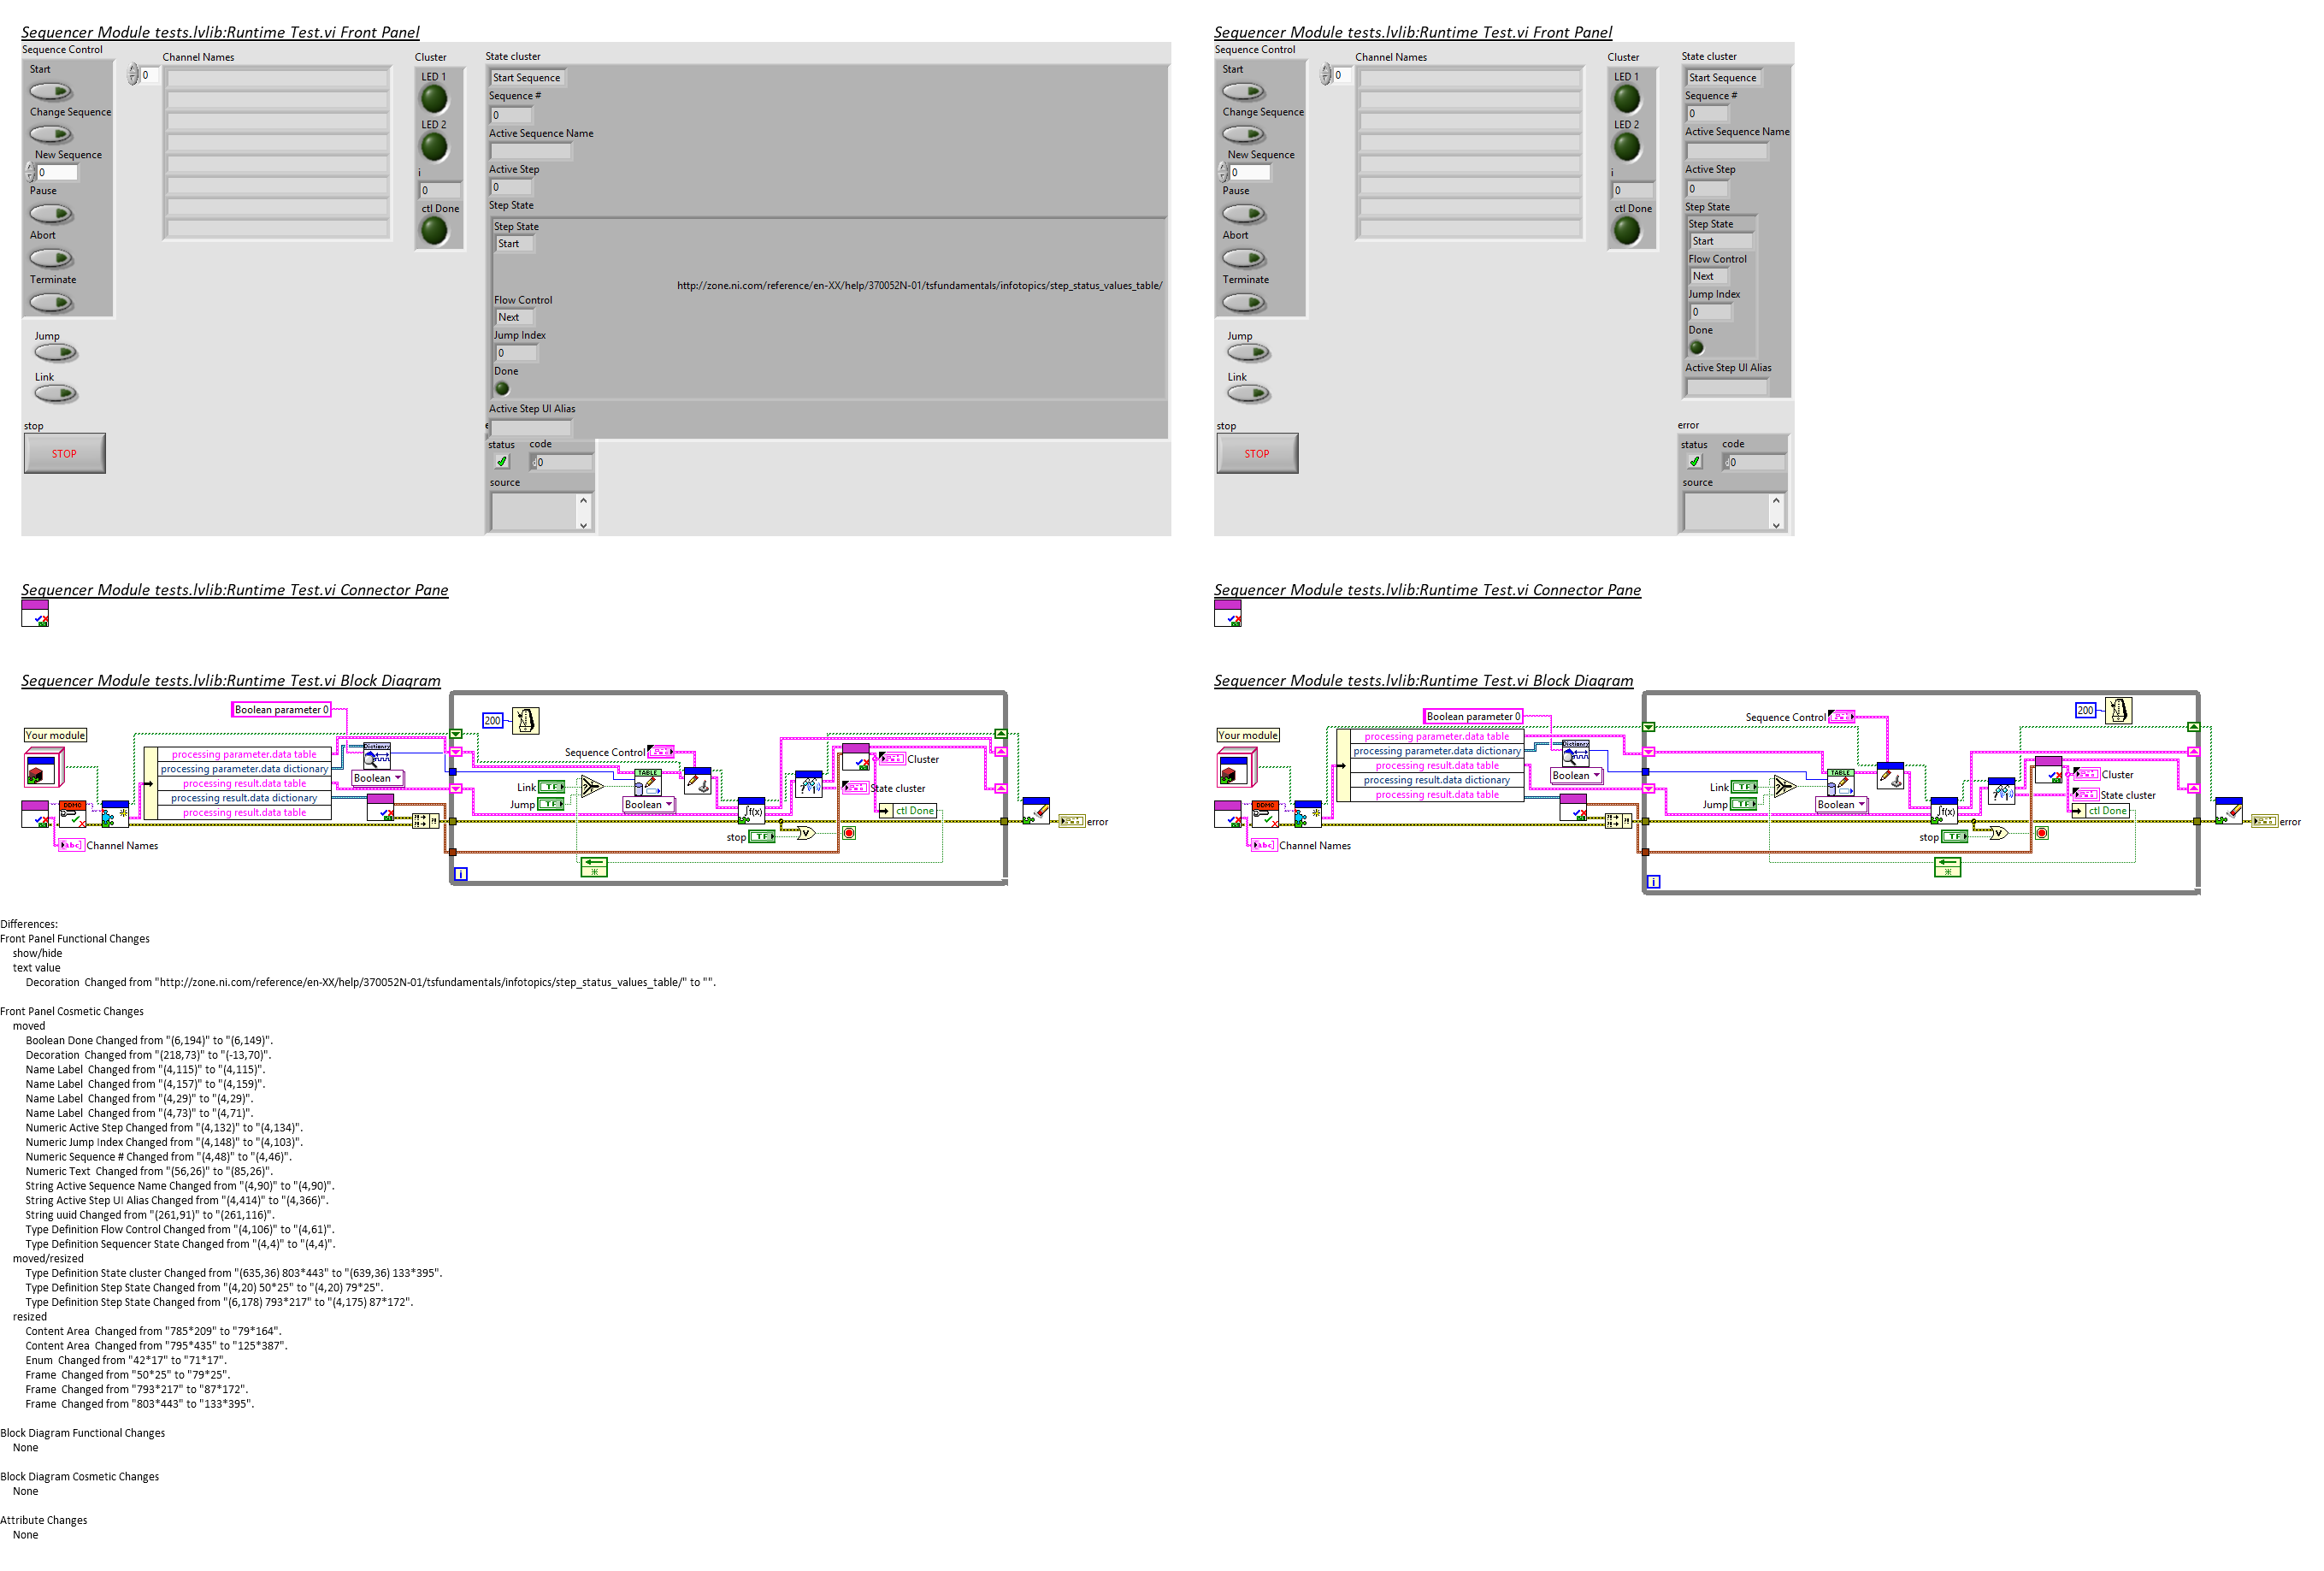 Sequencer Module tests.lvlib:Runtime Test.vi Front Panel
Sequence Control
Start
Change Sequence
New Sequence
0
Pause
Abort
Terminate
Jump
Link
stop
STOP
Channel Names
0
Cluster
LED 1
LED 2
i
0
ctl Done
State cluster
Start Sequence
Sequence #
0
Active Sequence Name
Active Step
0
Step State
Step State
Start
http://zone.ni.com/reference/en-XX/help/370052N-01/tsfundamentals/infotopics/step_status_values_table/
Flow Control
Next
Jump Index
0
Done
Active Step UI Alias
status code
0
source
Sequencer Module tests.lvlib:Runtime Test.vi Front Panel
Sequence Control
Start
Change Sequence
New Sequence
0
Pause
Abort
Terminate
Jump
Link
stop
STOP
Channel Names
0
Cluster
LED 1
LED 2
i
0
ctl Done
State cluster
Start Sequence
Sequence #
0
Active Sequence Name
Active Step
0
Step State
Step State
Start
Flow Control
Next
Jump Index
0
Done
Active Step UI Alias
error
status code
0
source
Sequencer Module tests.lvlib:Runtime Test.vi Connector Pane
Sequencer Module tests.lvlib:Runtime Test.vi Connector Pane
Sequencer Module tests.lvlib:Runtime Test.vi Block Diagram
Boolean parameter 0
200
Your module
processing parameter.data table
processing parameter.data dictionary
processing result.data table
processing result.data dictionary
processing result.data table
Dictionry
Boolean
Sequence Control
Link
TF
Jump
TF
TABLE
Boolean
Cluster
State cluster
ctl Done
∫f(x)
stop
TF
V
error
DDMO
abc
Channel Names
i
Sequencer Module tests.lvlib:Runtime Test.vi Block Diagram
Boolean parameter 0
200
Your module
processing parameter.data table
processing parameter.data dictionary
processing result.data table
processing result.data dictionary
processing result.data table
Dictionry
Boolean
Sequence Control
Link
TF
Jump
TF
TABLE
Boolean
Cluster
State cluster
ctl Done
∫f(x)
stop
TF
V
error
DDMO
abc
Channel Names
i
Differences:
Front Panel Functional Changes
show/hide
text value
Decoration  Changed from "http://zone.ni.com/reference/en-XX/help/370052N-01/tsfundamentals/infotopics/step_status_values_table/" to "".
Front Panel Cosmetic Changes
moved
Boolean Done Changed from "(6,194)" to "(6,149)".
Decoration  Changed from "(218,73)" to "(-13,70)".
Name Label  Changed from "(4,115)" to "(4,115)".
Name Label  Changed from "(4,157)" to "(4,159)".
Name Label  Changed from "(4,29)" to "(4,29)".
Name Label  Changed from "(4,73)" to "(4,71)".
Numeric Active Step Changed from "(4,132)" to "(4,134)".
Numeric Jump Index Changed from "(4,148)" to "(4,103)".
Numeric Sequence # Changed from "(4,48)" to "(4,46)".
Numeric Text  Changed from "(56,26)" to "(85,26)".
String Active Sequence Name Changed from "(4,90)" to "(4,90)".
String Active Step UI Alias Changed from "(4,414)" to "(4,366)".
String uuid Changed from "(261,91)" to "(261,116)".
Type Definition Flow Control Changed from "(4,106)" to "(4,61)".
Type Definition Sequencer State Changed from "(4,4)" to "(4,4)".
moved/resized
Type Definition State cluster Changed from "(635,36) 803*443" to "(639,36) 133*395".
Type Definition Step State Changed from "(4,20) 50*25" to "(4,20) 79*25".
Type Definition Step State Changed from "(6,178) 793*217" to "(4,175) 87*172".
resized
Content Area  Changed from "785*209" to "79*164".
Content Area  Changed from "795*435" to "125*387".
Enum  Changed from "42*17" to "71*17".
Frame  Changed from "50*25" to "79*25".
Frame  Changed from "793*217" to "87*172".
Frame  Changed from "803*443" to "133*395".
Block Diagram Functional Changes
None
Block Diagram Cosmetic Changes
None
Attribute Changes
None